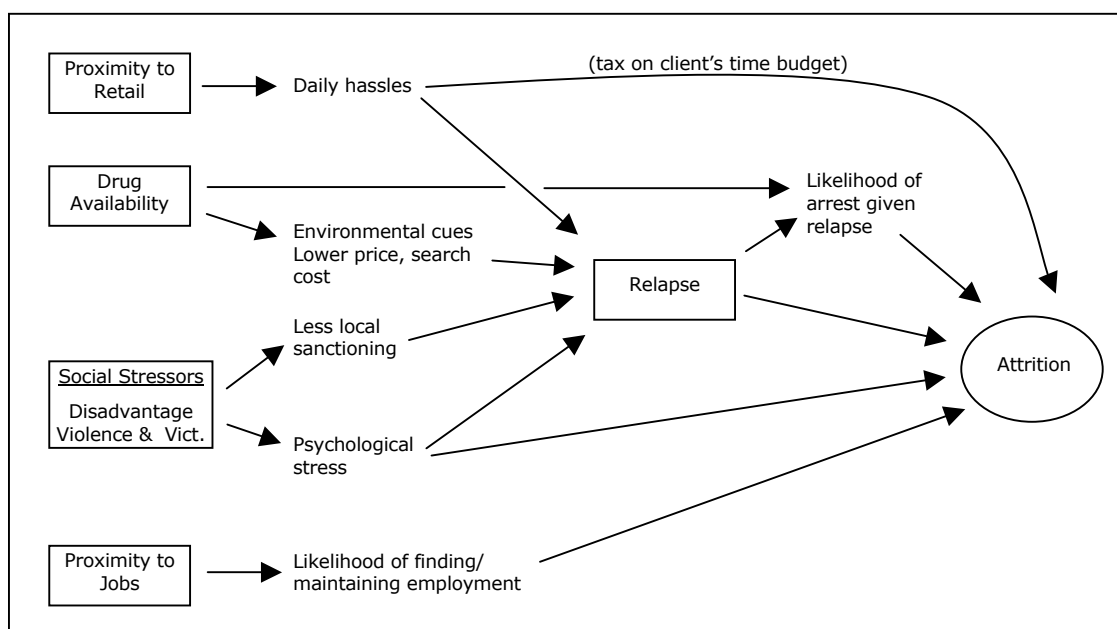 Proximity to
Retail
Daily hassles
(tax on client’s time budget)
Drug
Availability
Likelihood of
arrest given
relapse
Environmental cues
Lower price, search
cost
Relapse
Less local
sanctioning
Social Stressors
Disadvantage
Violence &  Vict.
Attrition
Psychological
stress
Proximity to
Jobs
Likelihood of finding/
maintaining employment